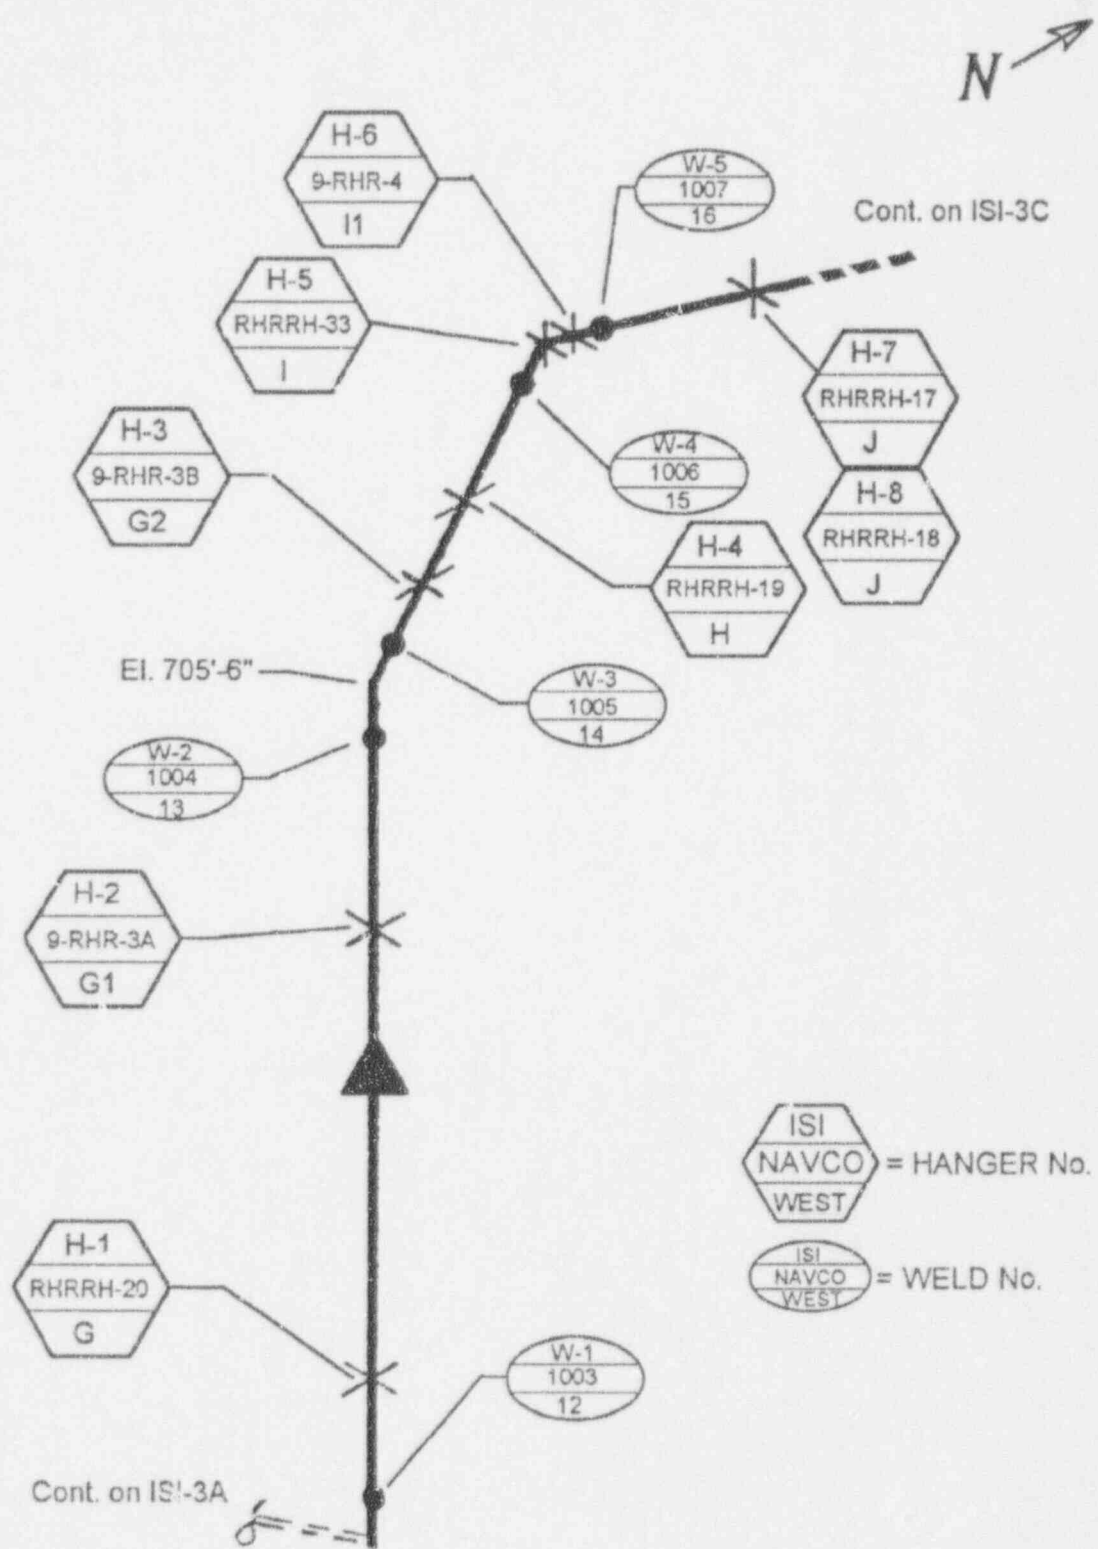 N
H-6
9-RHR-4
I1
W-5
1007
16
Cont. on ISI-3C
H-5
RHRRH-33
I
H-7
RHRRH-17
J
H-3
9-RHR-3B
G2
W-4
1006
15
H-8
RHRRH-18
J
H-4
RHRRH-19
H
El. 705'-6"
W-3
1005
14
W-2
1004
13
H-2
9-RHR-3A
G1
ISI
NAVCO
WEST
= HANGER No.
H-1
RHRRH-20
G
ISI
NAVCO
WEST
= WELD No.
W-1
1003
12
Cont. on ISI-3A